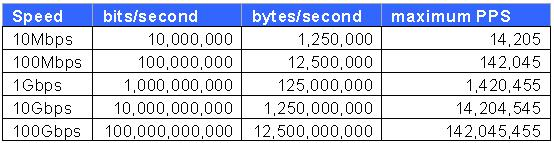 Speed bits/second bytes/second maximum PPS
10Mbps 10,000,000 1,250,000 14,205
100Mbps 100,000,000 12,500,000 142,045
1Gbps 1,000,000,000 125,000,000 1,420,455
10Gbps 10,000,000,000 1,250,000,000 14,204,545
100Gbps 100,000,000,000 12,500,000,000 142,045,455